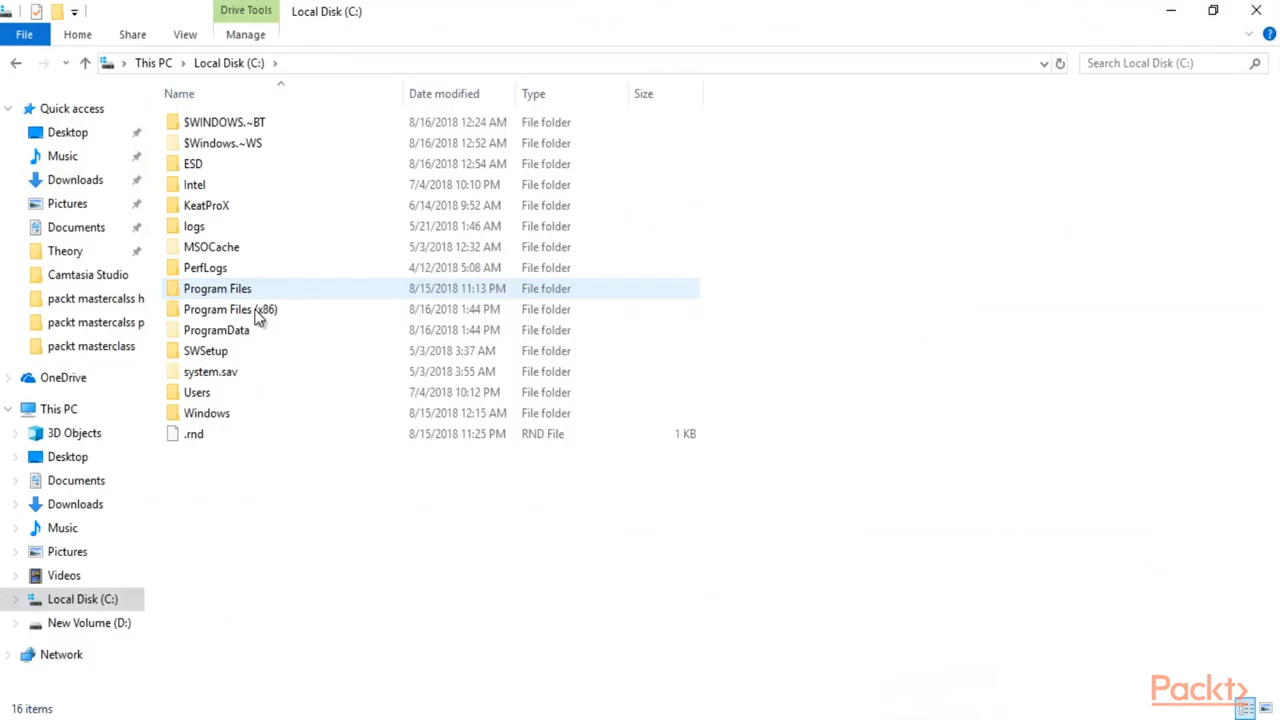 Drive Tools
Local Disk (C:)
File Home Share View Manage
This PC Local Disk (C:)
Search Local Disk (C:)
Name Date modified Type Size
Quick access
Desktop
Music
Downloads
Pictures
Documents
Theory
Camtasia Studio
packt mastercalss h
packt mastercalss p
packt masterclass
OneDrive
This PC
3D Objects
Desktop
Documents
Downloads
Music
Pictures
Videos
Local Disk (C:)
New Volume (D:)
Network
$WINDOWS.~BT 8/16/2018 12:24 AM File folder
$Windows.~WS 8/16/2018 12:52 AM File folder
ESD 8/16/2018 12:54 AM File folder
Intel 7/4/2018 10:10 PM File folder
KeatProX 6/14/2018 9:52 AM File folder
logs 5/21/2018 1:46 AM File folder
MSOCache 5/3/2018 12:32 AM File folder
PerfLogs 4/12/2018 5:08 AM File folder
Program Files 8/15/2018 11:13 PM File folder
Program Files (x86) 8/16/2018 1:44 PM File folder
ProgramData 8/16/2018 1:44 PM File folder
SWSetup 5/3/2018 3:37 AM File folder
system.sav 5/3/2018 3:55 AM File folder
Users 7/4/2018 10:12 PM File folder
Windows 8/15/2018 12:15 AM File folder
.rnd 8/15/2018 11:25 PM RND File 1 KB
16 items
Packt